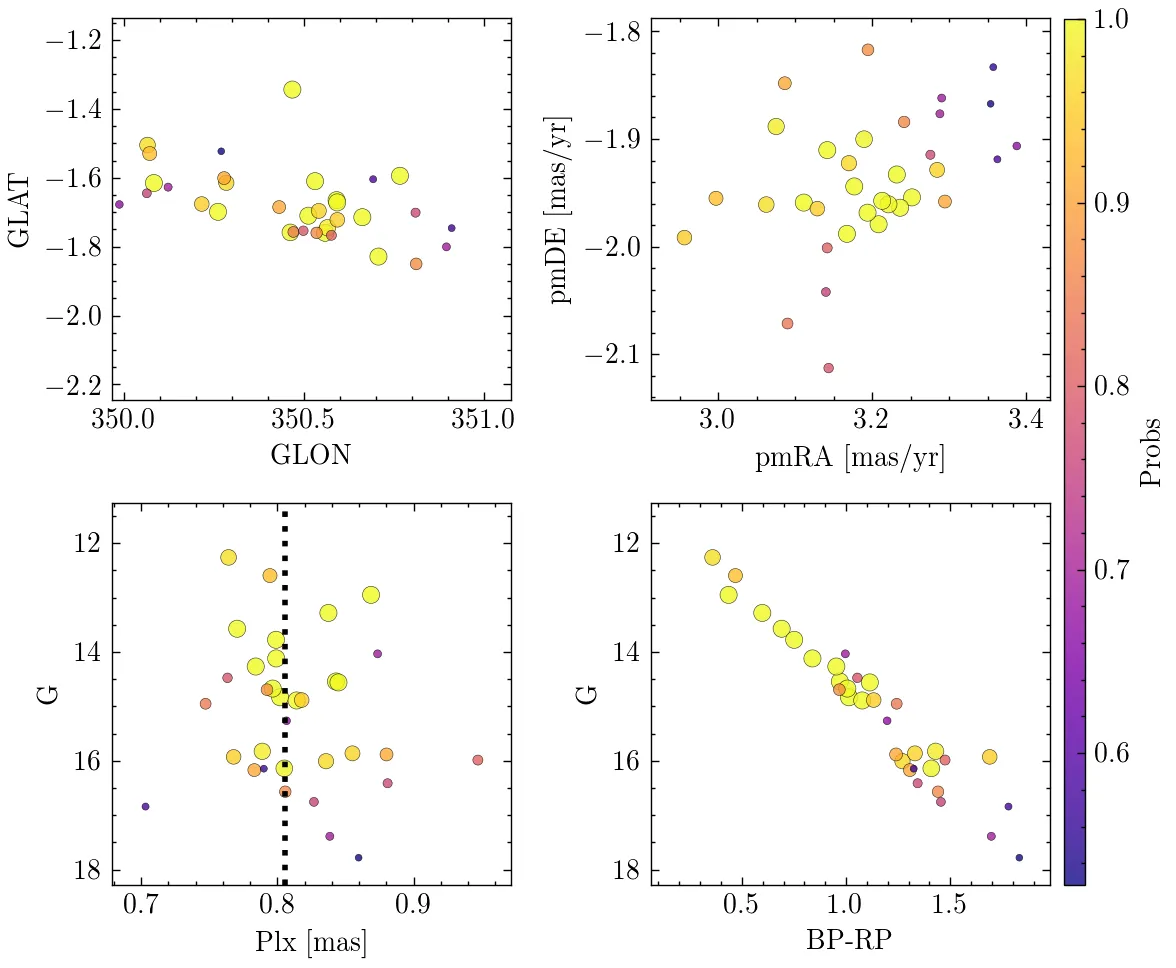 −1.2
−1.4
−1.6
−1.8
−2.0
−2.2
GLAT
350.0 350.5 351.0
GLON
−1.8
−1.9
−2.0
−2.1
pmDE [mas/yr]
3.0 3.2 3.4
pmRA [mas/yr]
12
14
16
18
G
0.7 0.8 0.9
Plx [mas]
12
14
16
18
G
0.5 1.0 1.5
BP-RP
1.0
0.9
0.8
0.7
0.6
Probs